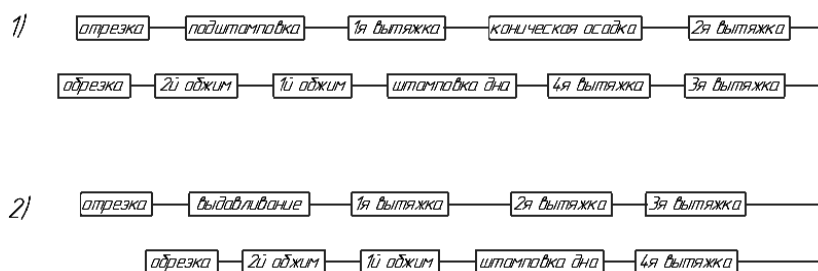 1) отрезка подштамповка 1я вытяжка коническая осадка 2я вытяжка
обрезка 2й обжим 1й обжим штамповка дна 4я вытяжка 3я вытяжка
2) отрезка выдавливание 1я вытяжка 2я вытяжка 3я вытяжка
обрезка 2й обжим 1й обжим штамповка дна 4я вытяжка